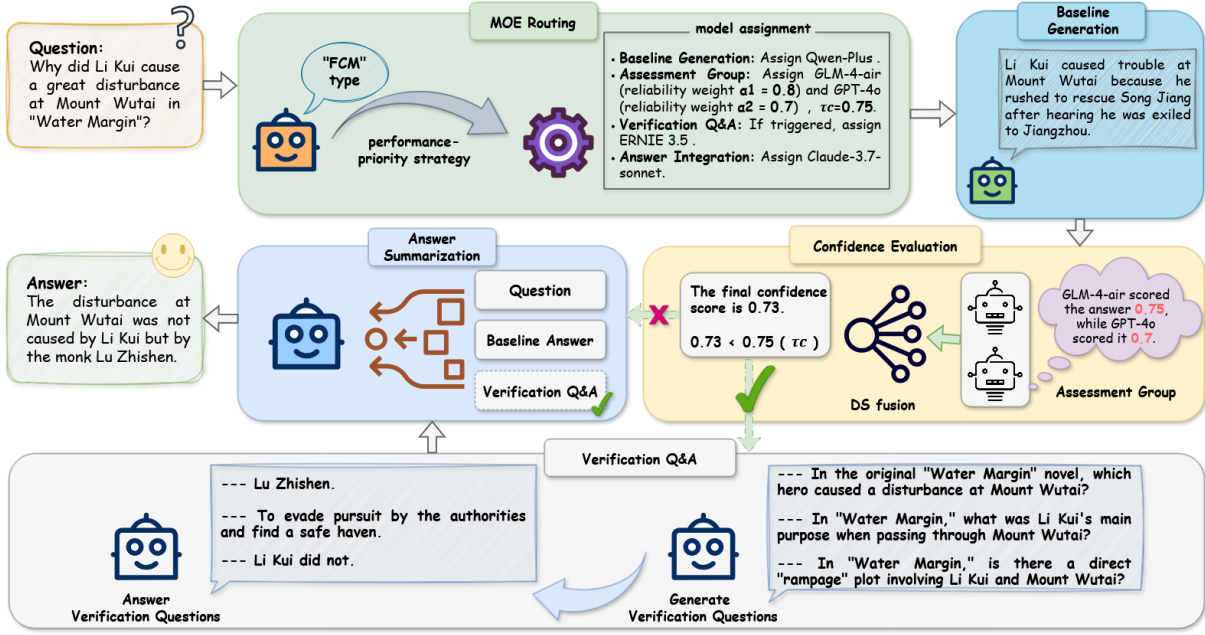 Question:
Why did Li Kui cause
a great disturbance
at Mount Wutai in
"Water Margin"?
MOE Routing
"FCM"
type
performance-
priority strategy
model assignment
• Baseline Generation: Assign Qwen-Plus .
• Assessment Group: Assign GLM-4-air
(reliability weight α1 = 0.8) and GPT-4o
(reliability weight α2 = 0.7) , τc=0.75.
• Verification Q&A: If triggered, assign
ERNIE 3.5 .
• Answer Integration: Assign Claude-3.7-
sonnet.
Baseline
Generation
Li Kui caused trouble at
Mount Wutai because he
rushed to rescue Song Jiang
after hearing he was exiled
to Jiangzhou.
Confidence Evaluation
GLM-4-air scored
the answer 0.75,
while GPT-4o
scored it 0.7.
Assessment Group
DS fusion
The final confidence
score is 0.73.
0.73 < 0.75 ( τc )
X
Answer
Summarization
Question
Baseline Answer
Verification Q&A
Answer:
The disturbance at
Mount Wutai was not
caused by Li Kui but by
the monk Lu Zhishen.
Verification Q&A
--- In the original "Water Margin" novel, which
hero caused a disturbance at Mount Wutai?
--- In "Water Margin," what was Li Kui's main
purpose when passing through Mount Wutai?
--- In "Water Margin," is there a direct
"rampage" plot involving Li Kui and Mount Wutai?
Generate
Verification Questions
--- Lu Zhishen.
--- To evade pursuit by the authorities
and find a safe haven.
--- Li Kui did not.
Answer
Verification Questions